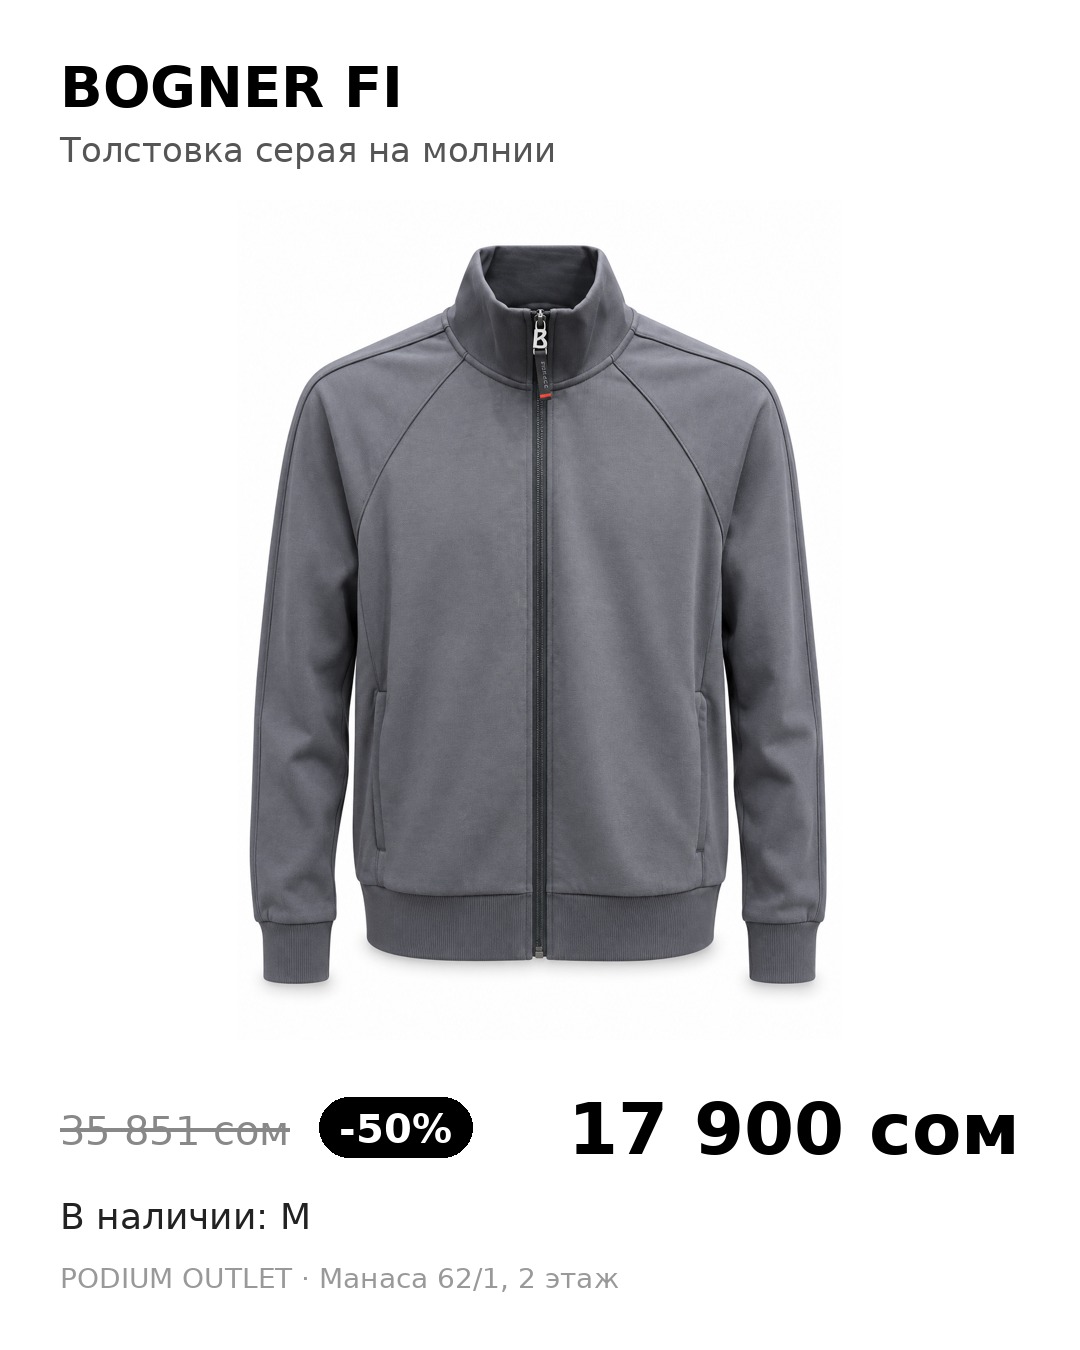 BOGNER FI
Толстовка серая на молнии
B
35 851 сом
-50%
17 900 сом
В наличии: M
PODIUM OUTLET · Манаса 62/1, 2 этаж